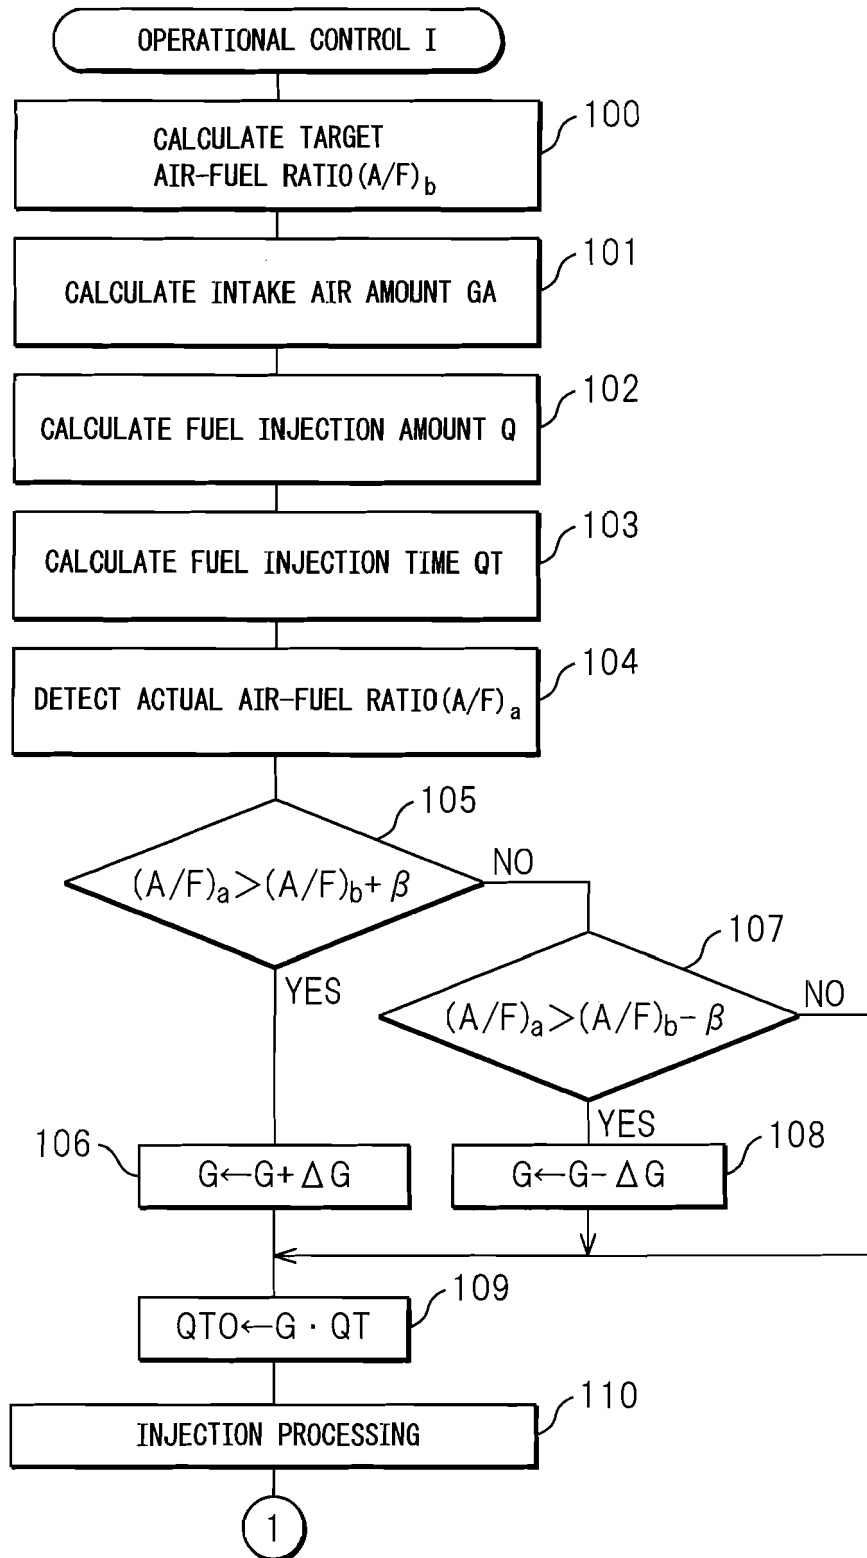 OPERATIONAL CONTROL I
100
CALCULATE TARGET
AIR-FUEL RATIO(A/F)b
101
CALCULATE INTAKE AIR AMOUNT GA
102
CALCULATE FUEL INJECTION AMOUNT Q
103
CALCULATE FUEL INJECTION TIME QT
104
DETECT ACTUAL AIR-FUEL RATIO(A/F)a
105
(A/F)a>(A/F)b+β
NO
YES
107
(A/F)a>(A/F)b-β
NO
YES
106
G←G+ΔG
108
G←G-ΔG
109
QTO←G·QT
110
INJECTION PROCESSING
1